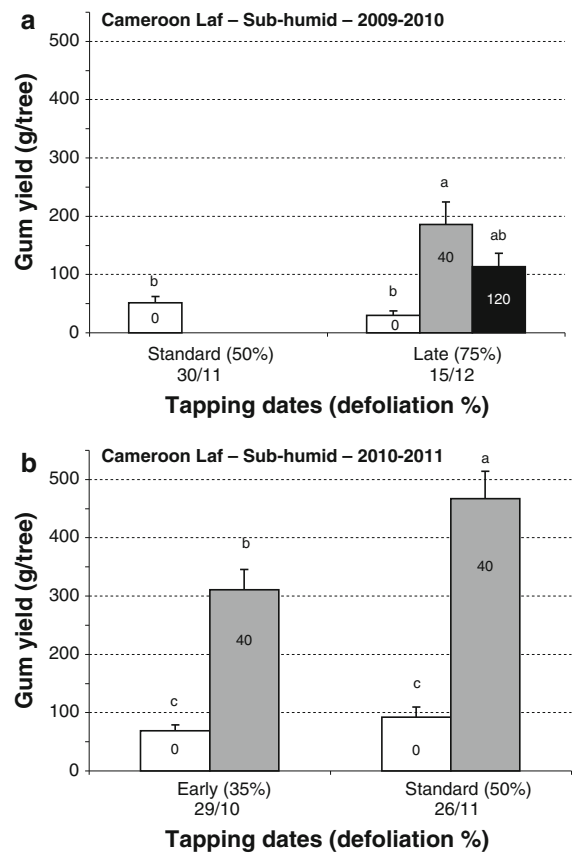 a
Cameroon Laf – Sub-humid – 2009-2010
Gum yield (g/tree)
500
400
300
200
100
0
b
0
b
0
a
40
ab
120
Standard (50%)
30/11
Late (75%)
15/12
Tapping dates (defoliation %)
b
Cameroon Laf – Sub-humid – 2010-2011
Gum yield (g/tree)
500
400
300
200
100
0
c
0
b
40
c
0
a
40
Early (35%)
29/10
Standard (50%)
26/11
Tapping dates (defoliation %)